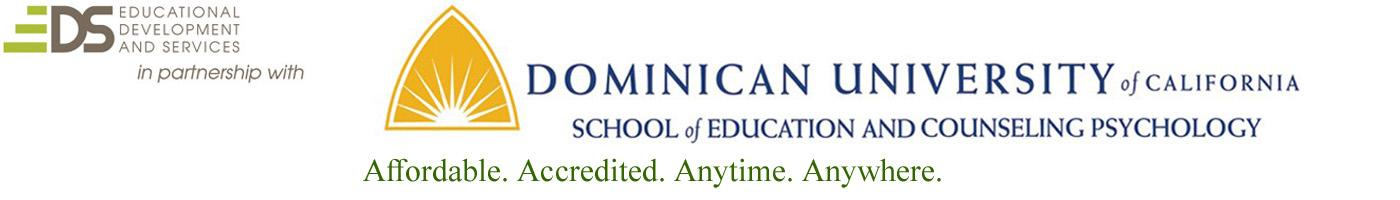 EDS
EDUCATIONAL
DEVELOPMENT
AND SERVICES
in partnership with
DOMINICAN UNIVERSITY of CALIFORNIA
SCHOOL of EDUCATION AND COUNSELING PSYCHOLOGY
Affordable. Accredited. Anytime. Anywhere.